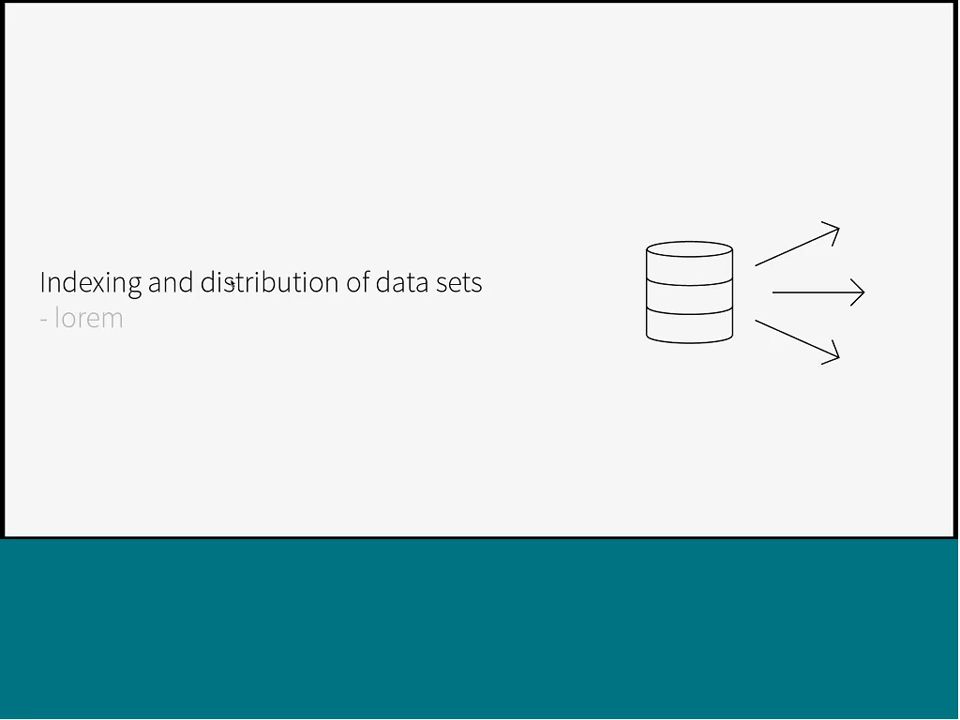 Indexing and distribution of data sets
- lorem